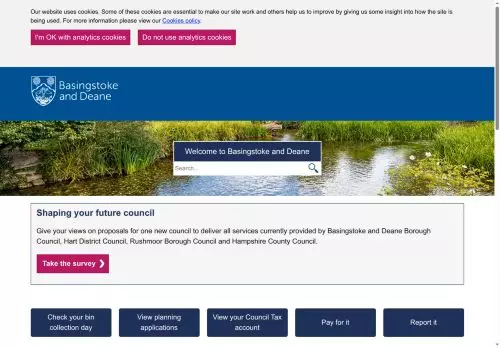 Our website uses cookies. Some of these cookies are essential to make our site work and others help us to improve by giving us some insight into how the site is
being used. For more information please view our Cookies policy.
I'm OK with analytics cookies
Do not use analytics cookies
Basingstoke
and Deane
Welcome to Basingstoke and Deane
Search...
Shaping your future council
Give your views on proposals for one new council to deliver all services currently provided by Basingstoke and Deane Borough
Council, Hart District Council, Rushmoor Borough Council and Hampshire County Council.
Take the survey ❯
Check your bin
collection day
View planning
applications
View your Council Tax
account
Pay for it
Report it